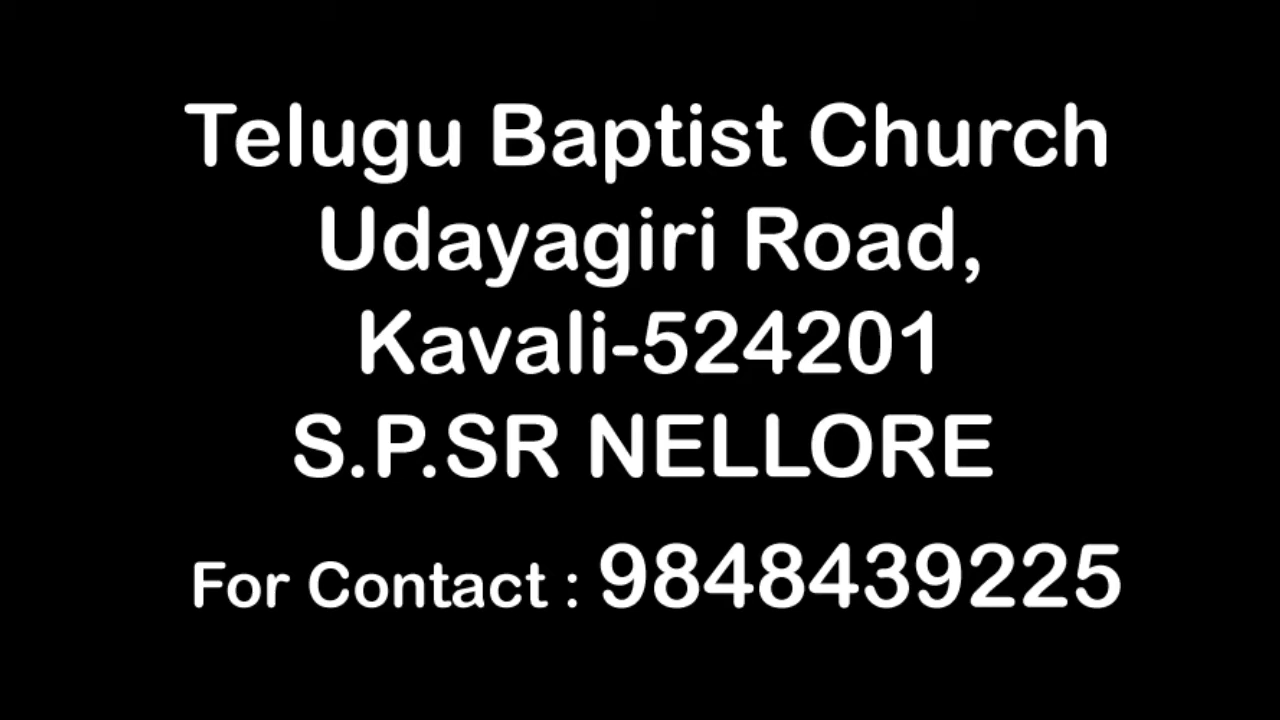 Telugu Baptist Church
Udayagiri Road,
Kavali-524201
S.P.SR NELLORE
For Contact : 9848439225